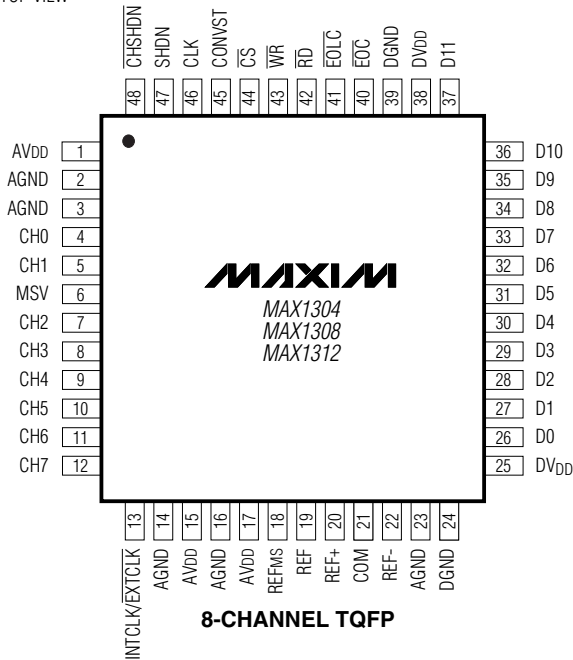 TOP VIEW
CHSHDN
SHDN
CLK
CONVST
CS
WR
RD
EOLC
EOC
DGND
DVDD
D11
48
47
46
45
44
43
42
41
40
39
38
37
AVDD 1
AGND 2
AGND 3
CH0 4
CH1 5
MSV 6
CH2 7
CH3 8
CH4 9
CH5 10
CH6 11
CH7 12
MAXIM
MAX1304
MAX1308
MAX1312
36 D10
35 D9
34 D8
33 D7
32 D6
31 D5
30 D4
29 D3
28 D2
27 D1
26 D0
25 DVDD
13
14
15
16
17
18
19
20
21
22
23
24
INTCLK/EXTCLK
AGND
AVDD
AGND
AVDD
REFMS
REF
REF+
COM
REF-
AGND
DGND
8-CHANNEL TQFP